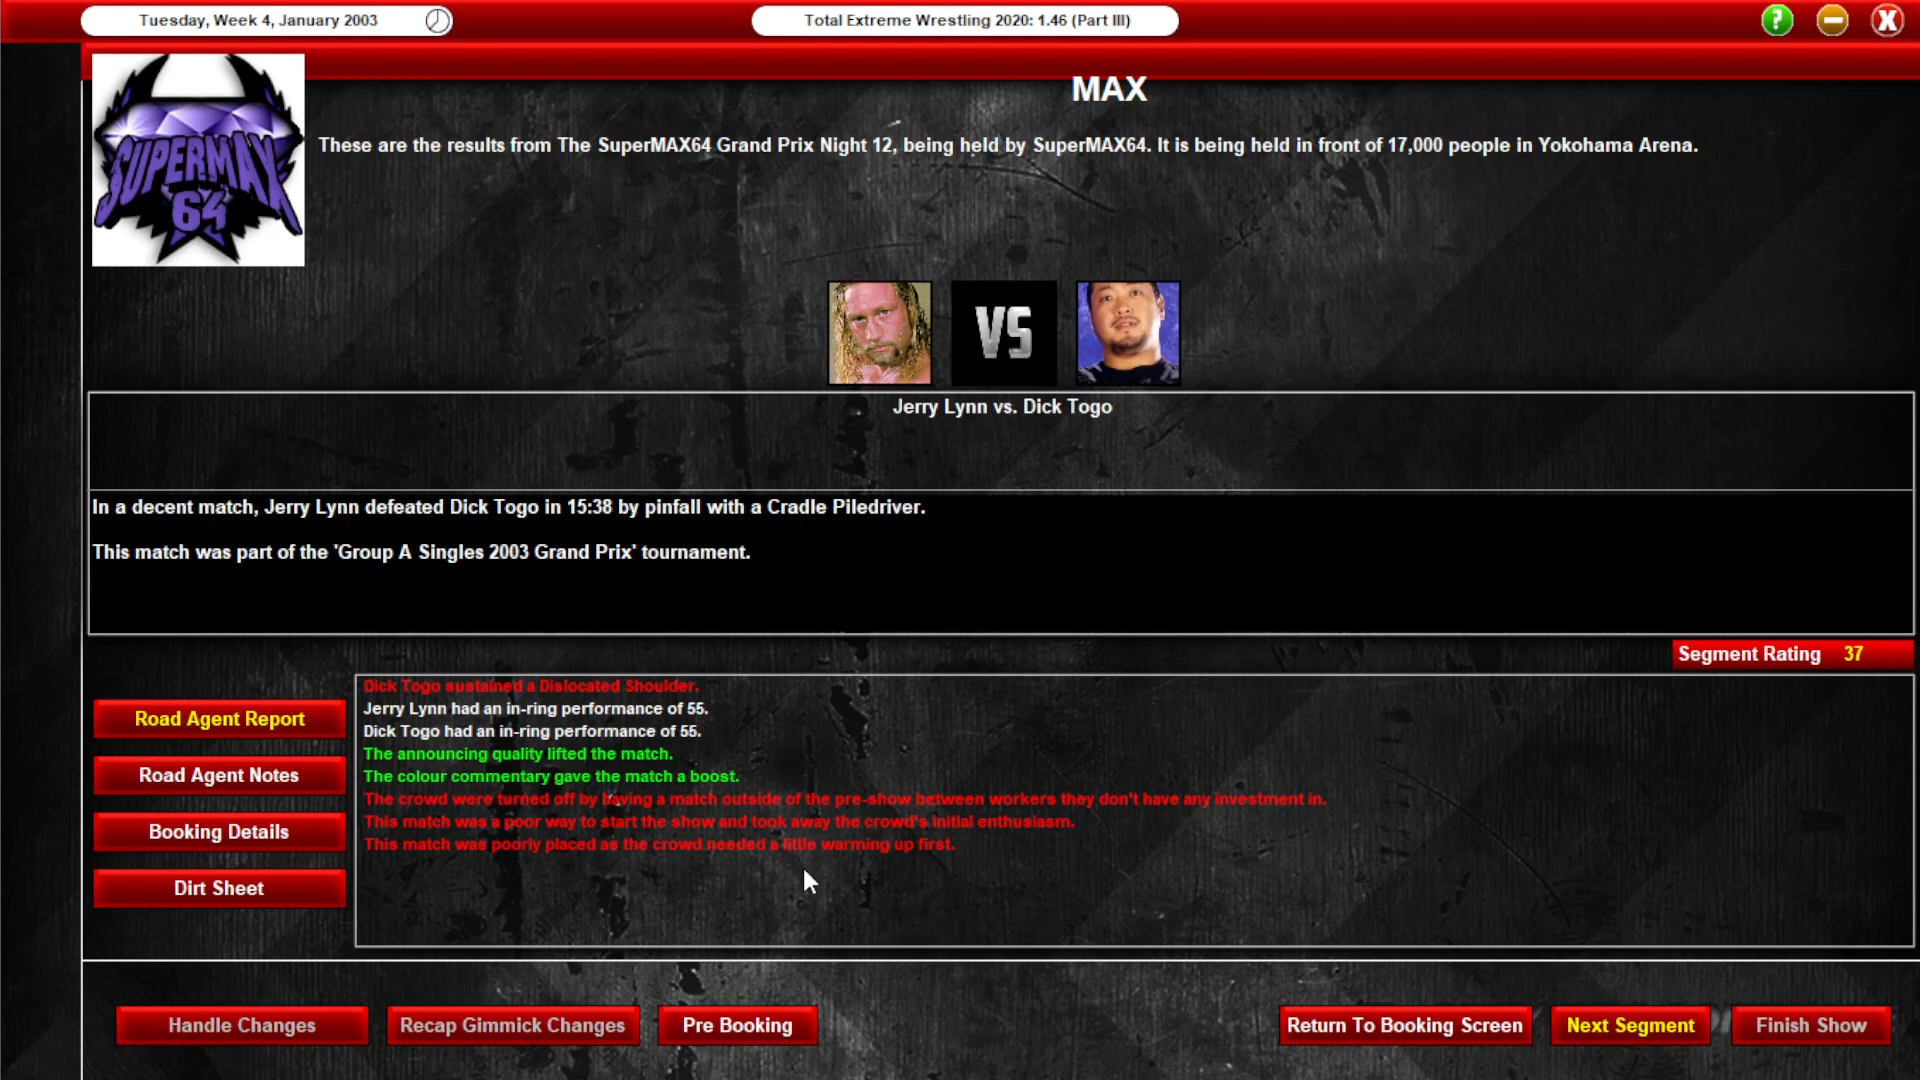 Tuesday, Week 4, January 2003
Total Extreme Wrestling 2020: 1.46 (Part III)
?
X
MAX
SUPERMAX
64
These are the results from The SuperMAX64 Grand Prix Night 12, being held by SuperMAX64. It is being held in front of 17,000 people in Yokohama Arena.
VS
Jerry Lynn vs. Dick Togo
In a decent match, Jerry Lynn defeated Dick Togo in 15:38 by pinfall with a Cradle Piledriver.
This match was part of the 'Group A Singles 2003 Grand Prix' tournament.
Segment Rating 37
Road Agent Report
Road Agent Notes
Booking Details
Dirt Sheet
Dick Togo sustained a Dislocated Shoulder.
Jerry Lynn had an in-ring performance of 55.
Dick Togo had an in-ring performance of 55.
The announcing quality lifted the match.
The colour commentary gave the match a boost.
The crowd were turned off by having a match outside of the pre-show between workers they don't have any investment in.
This match was a poor way to start the show and took away the crowd's initial enthusiasm.
This match was poorly placed as the crowd needed a little warming up first.
Handle Changes
Recap Gimmick Changes
Pre Booking
Return To Booking Screen
Next Segment
Finish Show